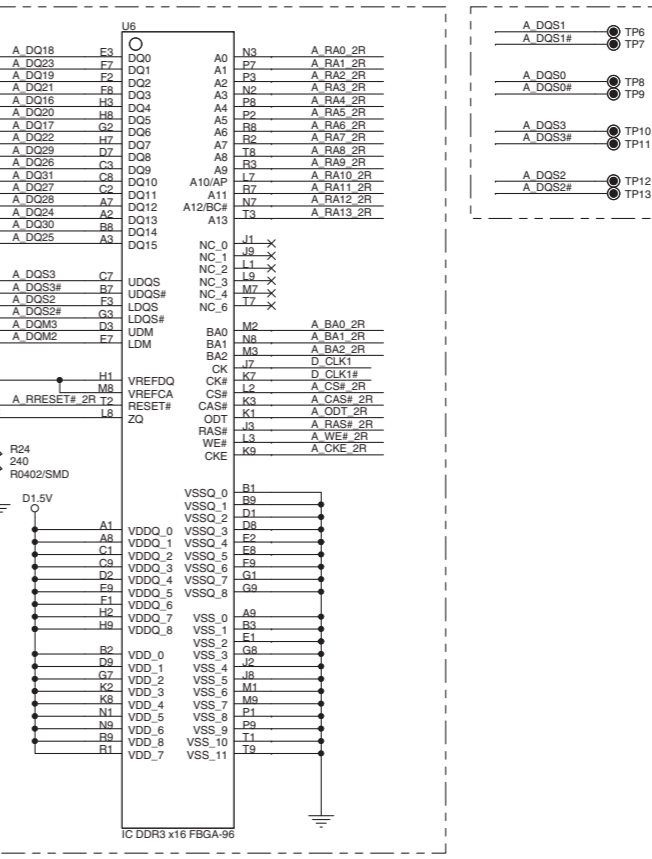 U6
A_DQ18 E3 DQ0 A0 N3 A_RA0_2R
A_DQ23 F7 DQ1 A1 P7 A_RA1_2R
A_DQ19 F2 DQ2 A2 P3 A_RA2_2R
A_DQ21 F8 DQ3 A3 N2 A_RA3_2R
A_DQ16 H3 DQ4 A4 P8 A_RA4_2R
A_DQ20 H8 DQ5 A5 P2 A_RA5_2R
A_DQ17 G2 DQ6 A6 R8 A_RA6_2R
A_DQ22 H7 DQ7 A7 R2 A_RA7_2R
A_DQ29 D7 DQ8 A8 T8 A_RA8_2R
A_DQ26 C3 DQ9 A9 R3 A_RA9_2R
A_DQ31 C8 DQ10 A10/AP L7 A_RA10_2R
A_DQ27 C2 DQ11 A11 R7 A_RA11_2R
A_DQ28 A7 DQ12 A12/BC# N7 A_RA12_2R
A_DQ24 A2 DQ13 A13 T3 A_RA13_2R
A_DQ30 B8 DQ14
A_DQ25 A3 DQ15
NC_0 J1
NC_1 J9
NC_2 L1
NC_3 L9
NC_4 M7
NC_6 T7
A_DQS3 C7 UDQS
A_DQS3# B7 UDQS#
A_DQS2 F3 LDQS
A_DQS2# G3 LDQS#
A_DQM3 D3 UDM
A_DQM2 E7 LDM
BA0 M2 A_BA0_2R
BA1 N8 A_BA1_2R
BA2 M3 A_BA2_2R
CK J7 D_CLK1
CK# K7 D_CLK1#
CS# L2 A_CS#_2R
CAS# K3 A_CAS#_2R
ODT K1 A_ODT_2R
RAS# J3 A_RAS#_2R
WE# L3 A_WE#_2R
CKE K9 A_CKE_2R
H1 VREFDQ
M8 VREFCA
A_RRESET#_2R T2 RESET#
L8 ZQ
R24
240
R0402/SMD
D1.5V
VSSQ_0 B1
VSSQ_1 B9
VSSQ_2 D1
VSSQ_3 D8
VSSQ_4 E2
VSSQ_5 E8
VSSQ_6 F9
VSSQ_7 G1
VSSQ_8 G9
A1 VDDQ_0
A8 VDDQ_1
C1 VDDQ_2
C9 VDDQ_3
D2 VDDQ_4
E9 VDDQ_5
F1 VDDQ_6
H2 VDDQ_7
H9 VDDQ_8
VSS_0 A9
VSS_1 B3
VSS_2 E1
VSS_3 G8
VSS_4 J2
VSS_5 J8
VSS_6 M1
VSS_7 M9
VSS_8 P1
VSS_9 P9
VSS_10 T1
VSS_11 T9
B2 VDD_0
D9 VDD_1
G7 VDD_2
K2 VDD_3
K8 VDD_4
N1 VDD_5
N9 VDD_6
R9 VDD_8
R1 VDD_7
IC DDR3 x16 FBGA-96
A_DQS1 TP6
A_DQS1# TP7
A_DQS0 TP8
A_DQS0# TP9
A_DQS3 TP10
A_DQS3# TP11
A_DQS2 TP12
A_DQS2# TP13